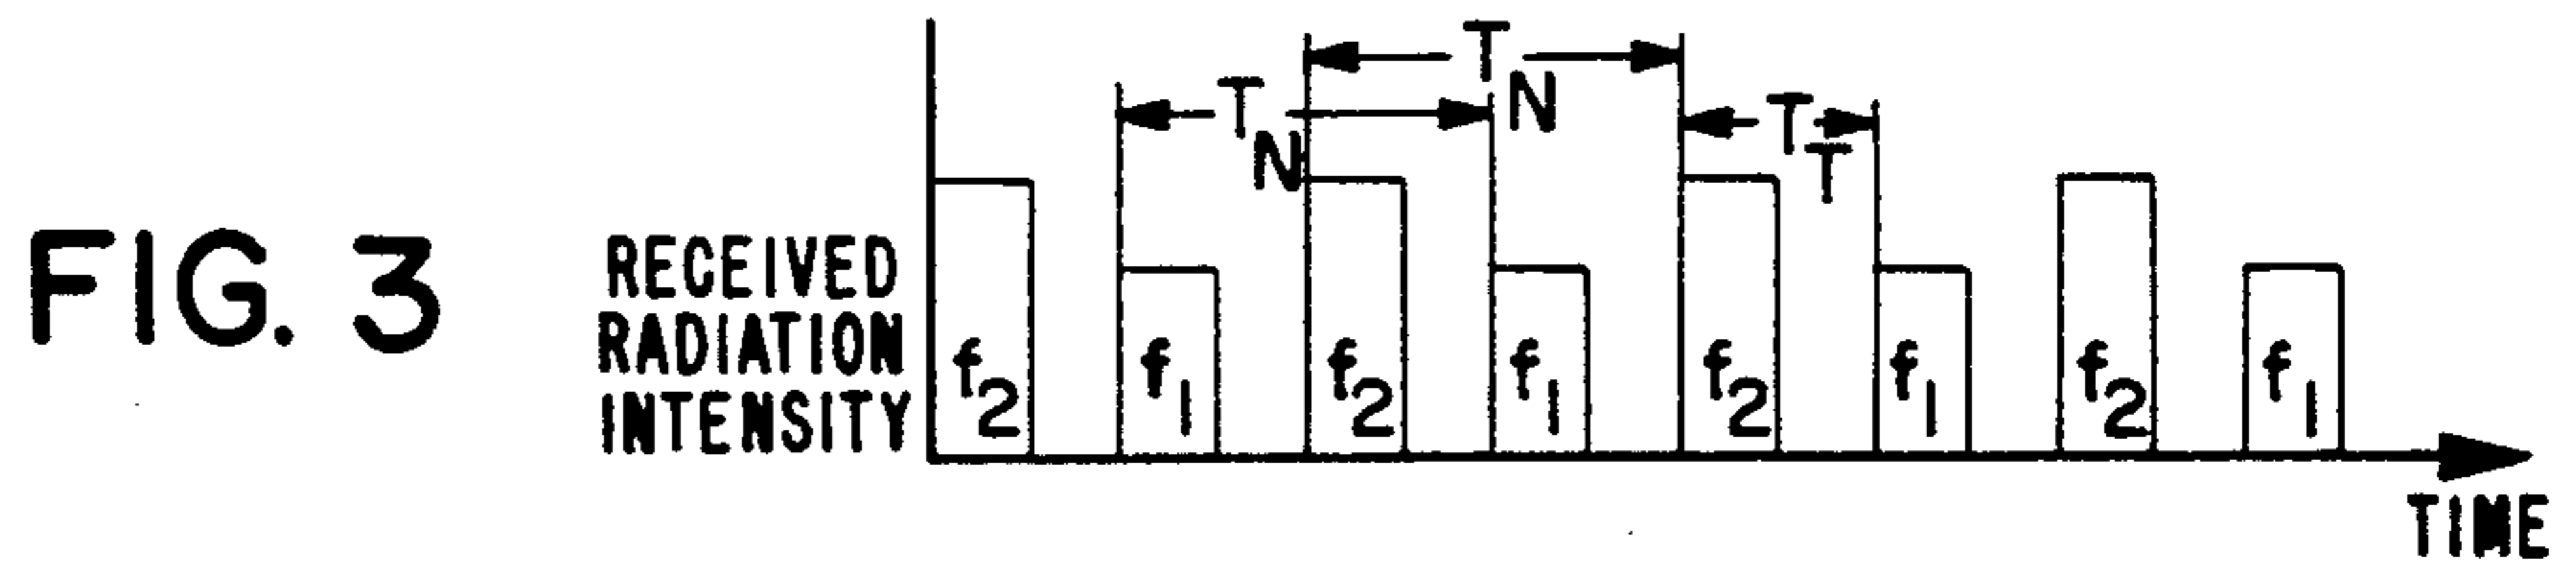 FIG. 3
RECEIVED
RADIATION
INTENSITY
T_N
T_N
T_T
f_2 f_1 f_2 f_1 f_2 f_1 f_2 f_1
TIME